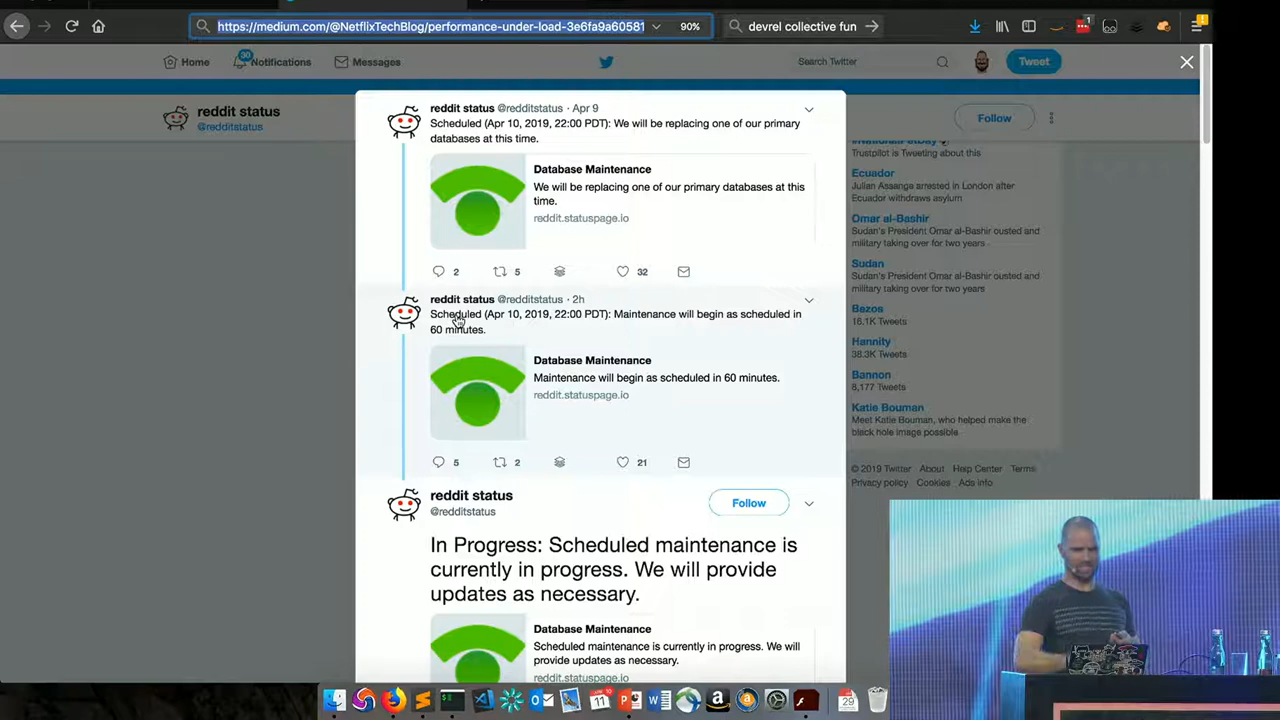 https://medium.com/@NetflixTechBlog/performance-under-load-3e6fa9a60581
90%
devrel collective fun
Home
30
Notifications
Messages
Search Twitter
Tweet
reddit status
@redditstatus
Follow
reddit status @redditstatus · Apr 9
Scheduled (Apr 10, 2019, 22:00 PDT): We will be replacing one of our primary
databases at this time.
Database Maintenance
We will be replacing one of our primary databases at this
time.
reddit.statuspage.io
2 5 32
reddit status @redditstatus · 2h
Scheduled (Apr 10, 2019, 22:00 PDT): Maintenance will begin as scheduled in
60 minutes.
Database Maintenance
Maintenance will begin as scheduled in 60 minutes.
reddit.statuspage.io
5 2 21
reddit status
@redditstatus
Follow
In Progress: Scheduled maintenance is
currently in progress. We will provide
updates as necessary.
Database Maintenance
Scheduled maintenance is currently in progress. We will
provide updates as necessary.
reddit.statuspage.io
Trustpilot is Tweeting about this
Ecuador
Julian Assange arrested in London after
Ecuador withdraws asylum
Omar al-Bashir
Sudan's President Omar al-Bashir ousted and
military taking over for two years
Sudan
Sudan's President Omar al-Bashir ousted and
military taking over for two years
Bezos
16.1K Tweets
Hannity
38.3K Tweets
Bannon
8,177 Tweets
Katie Bouman
Meet Katie Bouman, who helped make the
black hole image possible
© 2019 Twitter About Help Center Terms
Privacy policy Cookies Ads info
11
29